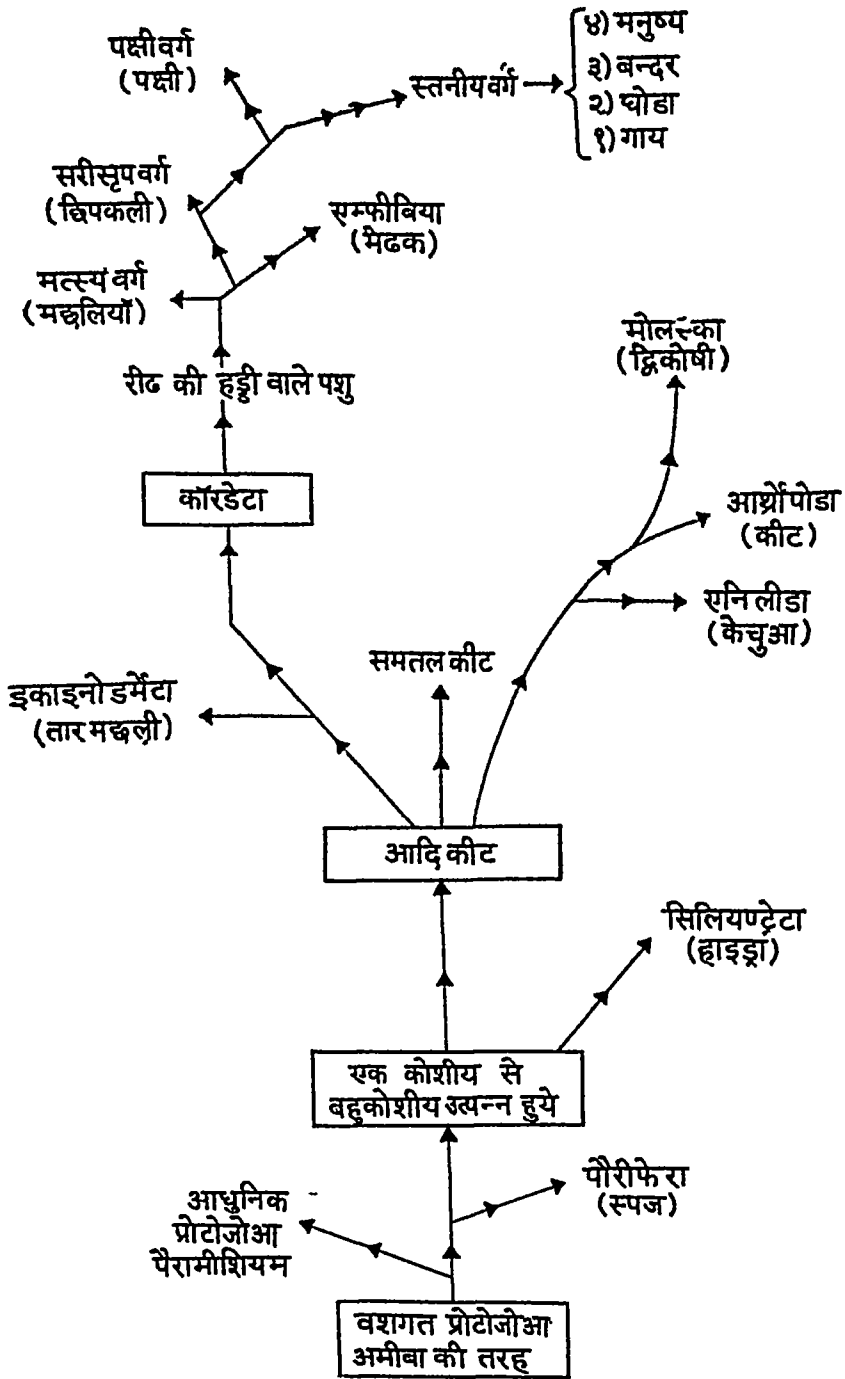 पक्षीवर्ग
(पक्षी)
स्तनीयवर्ग
४) मनुष्य
३) बन्दर
२) घोडा
१) गाय
सरीसृपवर्ग
(छिपकली)
एम्फीबिया
(मेढक)
मत्स्य वर्ग
(मछलियाँ)
रीढ की हड्डी वाले पशु
कॉरडेटा
मोलस्का
(द्विकोषी)
आर्थ्रोपोडा
(कीट)
एनिलीडा
(केचुआ)
समतल कीट
इकाइनोडर्मेटा
(तार मछली)
आदि कीट
सिलियण्ट्रेटा
(हाइड्रा)
एक कोशीय से
बहुकोशीय उत्पन्न हुये
पौरीफेरा
(स्पज)
आधुनिक
प्रोटोजोआ
पैरामीशियम
वशगत प्रोटोजोआ
अमीबा की तरह